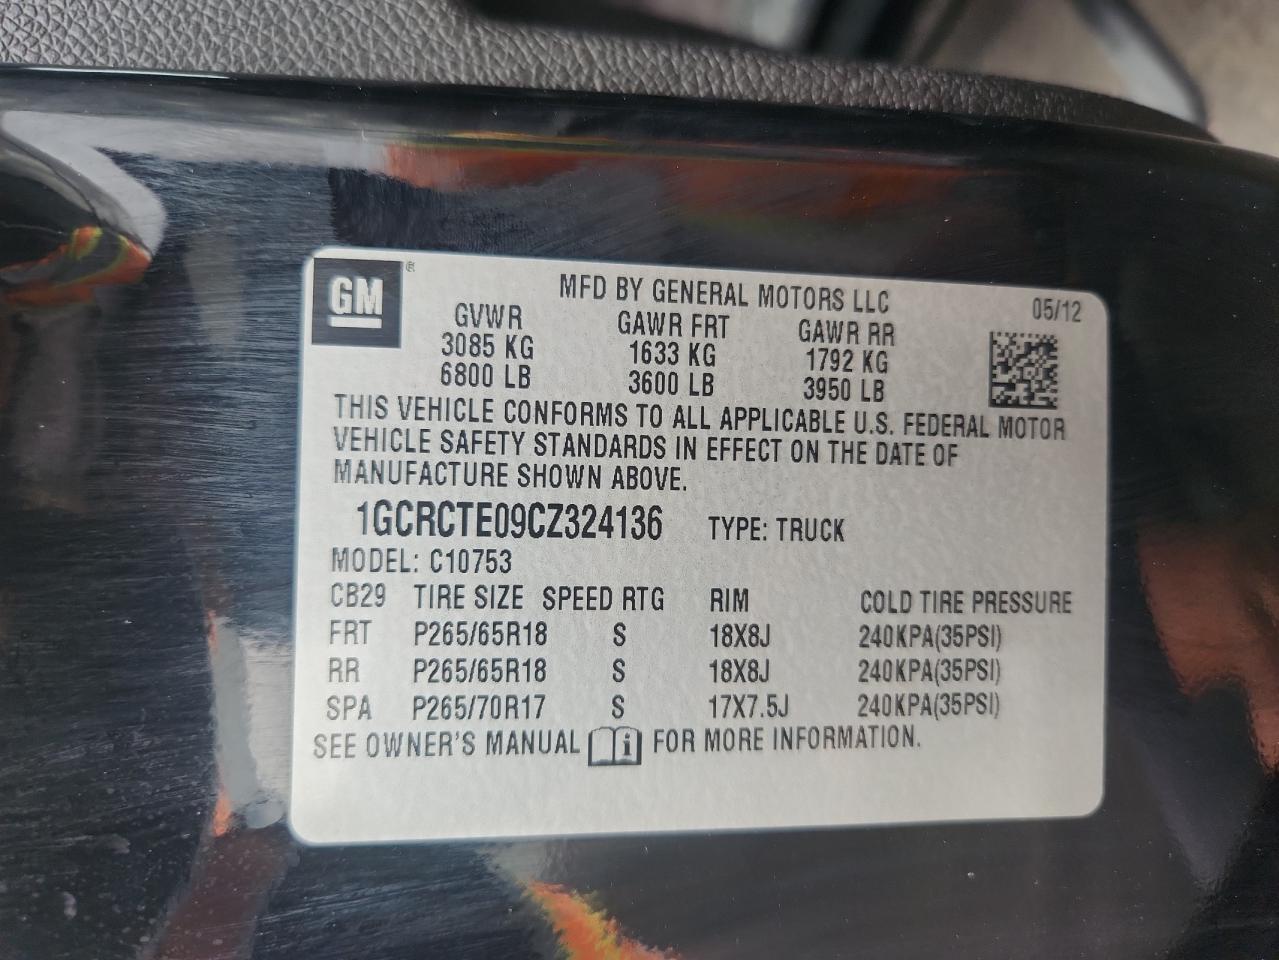 GM ®
MFD BY GENERAL MOTORS LLC 05/12
GVWR GAWR FRT GAWR RR
3085 KG 1633 KG 1792 KG
6800 LB 3600 LB 3950 LB
THIS VEHICLE CONFORMS TO ALL APPLICABLE U.S. FEDERAL MOTOR
VEHICLE SAFETY STANDARDS IN EFFECT ON THE DATE OF
MANUFACTURE SHOWN ABOVE.
1GCRCTE09CZ324136 TYPE: TRUCK
MODEL: C10753
CB29 TIRE SIZE SPEED RTG RIM COLD TIRE PRESSURE
FRT P265/65R18 S 18X8J 240KPA(35PSI)
RR P265/65R18 S 18X8J 240KPA(35PSI)
SPA P265/70R17 S 17X7.5J 240KPA(35PSI)
SEE OWNER'S MANUAL i FOR MORE INFORMATION.